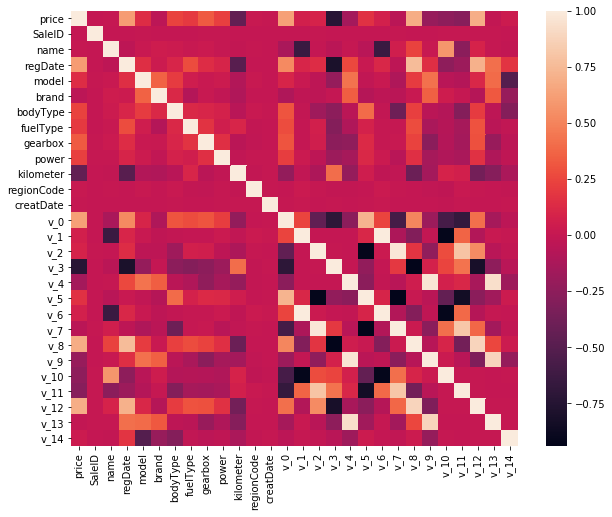 price
SaleID
name
regDate
model
brand
bodyType
fuelType
gearbox
power
kilometer
regionCode
creatDate
v_0
v_1
v_2
v_3
v_4
v_5
v_6
v_7
v_8
v_9
v_10
v_11
v_12
v_13
v_14
price
SaleID
name
regDate
model
brand
bodyType
fuelType
gearbox
power
kilometer
regionCode
creatDate
v_0
v_1
v_2
v_3
v_4
v_5
v_6
v_7
v_8
v_9
v_10
v_11
v_12
v_13
v_14
1.00
0.75
0.50
0.25
0.00
−0.25
−0.50
−0.75